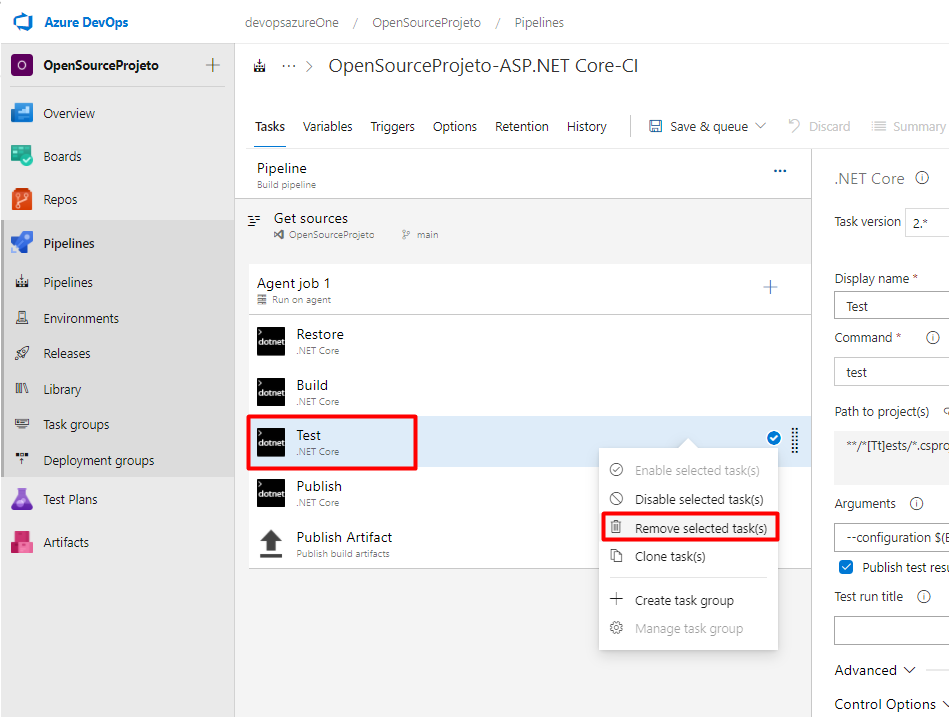 Azure DevOps
devopsazureOne / OpenSourceProjeto / Pipelines
O OpenSourceProjeto
Overview
Boards
Repos
Pipelines
Pipelines
Environments
Releases
Library
Task groups
Deployment groups
Test Plans
Artifacts
··· > OpenSourceProjeto-ASP.NET Core-CI
Tasks Variables Triggers Options Retention History Save & queue Discard Summary
Pipeline
Build pipeline
Get sources
OpenSourceProjeto main
Agent job 1
Run on agent
dotnet Restore
.NET Core
dotnet Build
.NET Core
dotnet Test
.NET Core
dotnet Publish
.NET Core
Publish Artifact
Publish build artifacts
Enable selected task(s)
Disable selected task(s)
Remove selected task(s)
Clone task(s)
Create task group
Manage task group
.NET Core
Task version 2.*
Display name *
Test
Command *
test
Path to project(s)
**/*[Tt]ests/*.cspro
Arguments
--configuration $(
Publish test resu
Test run title
Advanced
Control Options